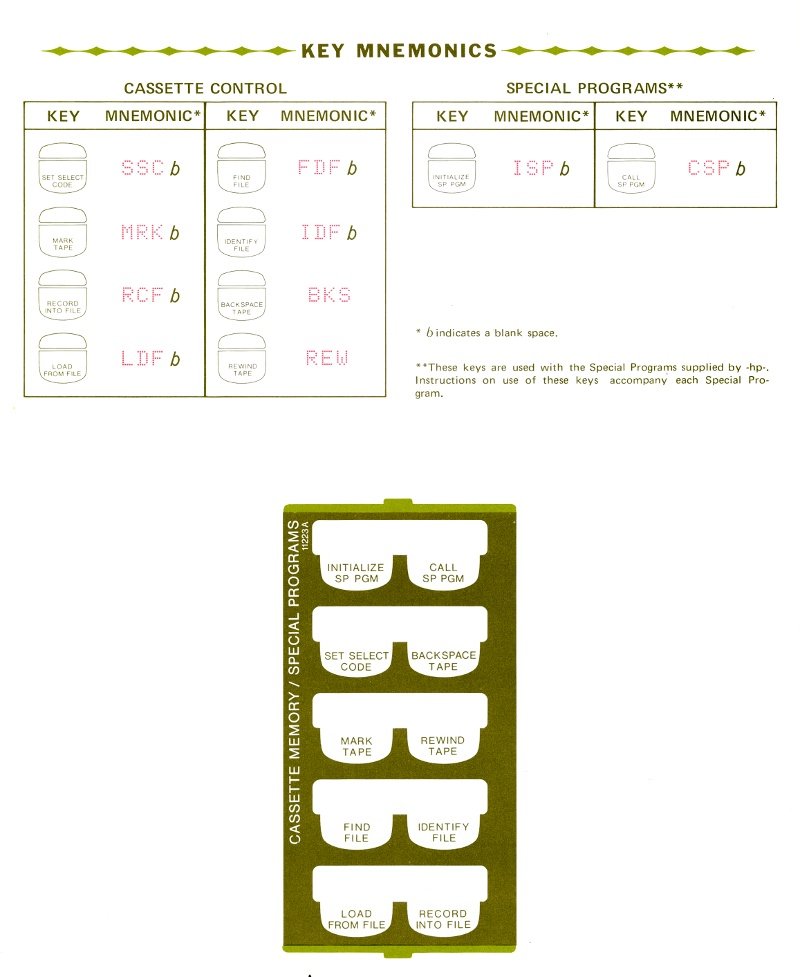 KEY MNEMONICS
CASSETTE CONTROL
KEY MNEMONIC* KEY MNEMONIC*
SET SELECT
CODE
SSC b
FIND
FILE
FDF b
MARK
TAPE
MRK b
IDENTIFY
FILE
IDF b
RECORD
INTO FILE
RCF b
BACKSPACE
TAPE
BKS
LOAD
FROM FILE
LDF b
REWIND
TAPE
REW
SPECIAL PROGRAMS**
KEY MNEMONIC* KEY MNEMONIC*
INITIALIZE
SP PGM
ISP b
CALL
SP PGM
CSP b
* b indicates a blank space.
**These keys are used with the Special Programs supplied by -hp-.
Instructions on use of these keys accompany each Special Pro-
gram.
CASSETTE MEMORY / SPECIAL PROGRAMS
11223A
INITIALIZE
SP PGM
CALL
SP PGM
SET SELECT
CODE
BACKSPACE
TAPE
MARK
TAPE
REWIND
TAPE
FIND
FILE
IDENTIFY
FILE
LOAD
FROM FILE
RECORD
INTO FILE